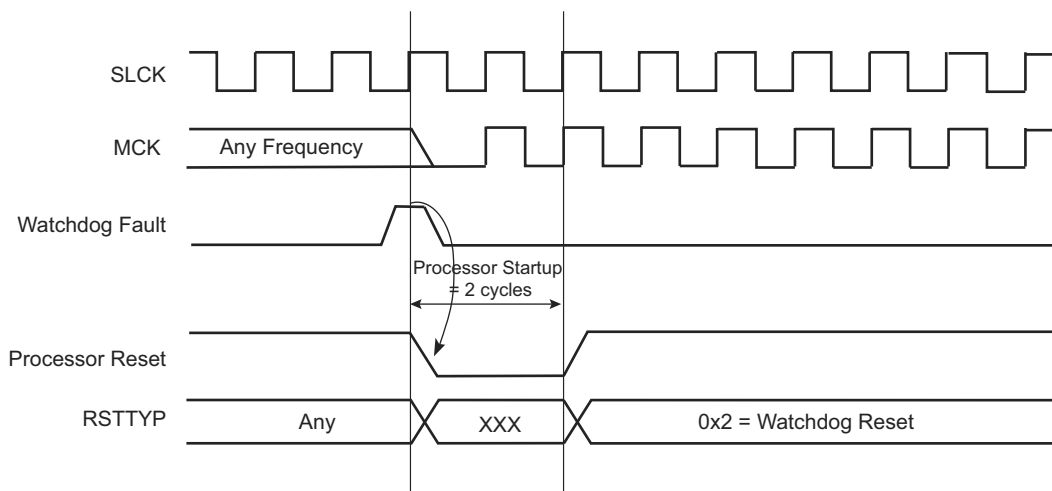 SLCK
MCK
Any Frequency
Watchdog Fault
Processor Startup
= 2 cycles
Processor Reset
RSTTYP
Any
XXX
0x2 = Watchdog Reset